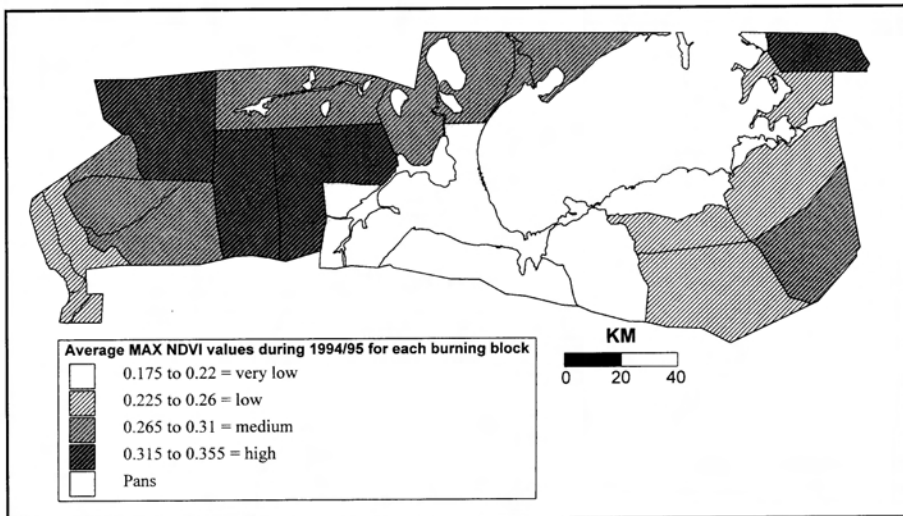 KM
0 20 40
Average MAX NDVI values during 1994/95 for each burning block
0.175 to 0.22 = very low
0.225 to 0.26 = low
0.265 to 0.31 = medium
0.315 to 0.355 = high
Pans